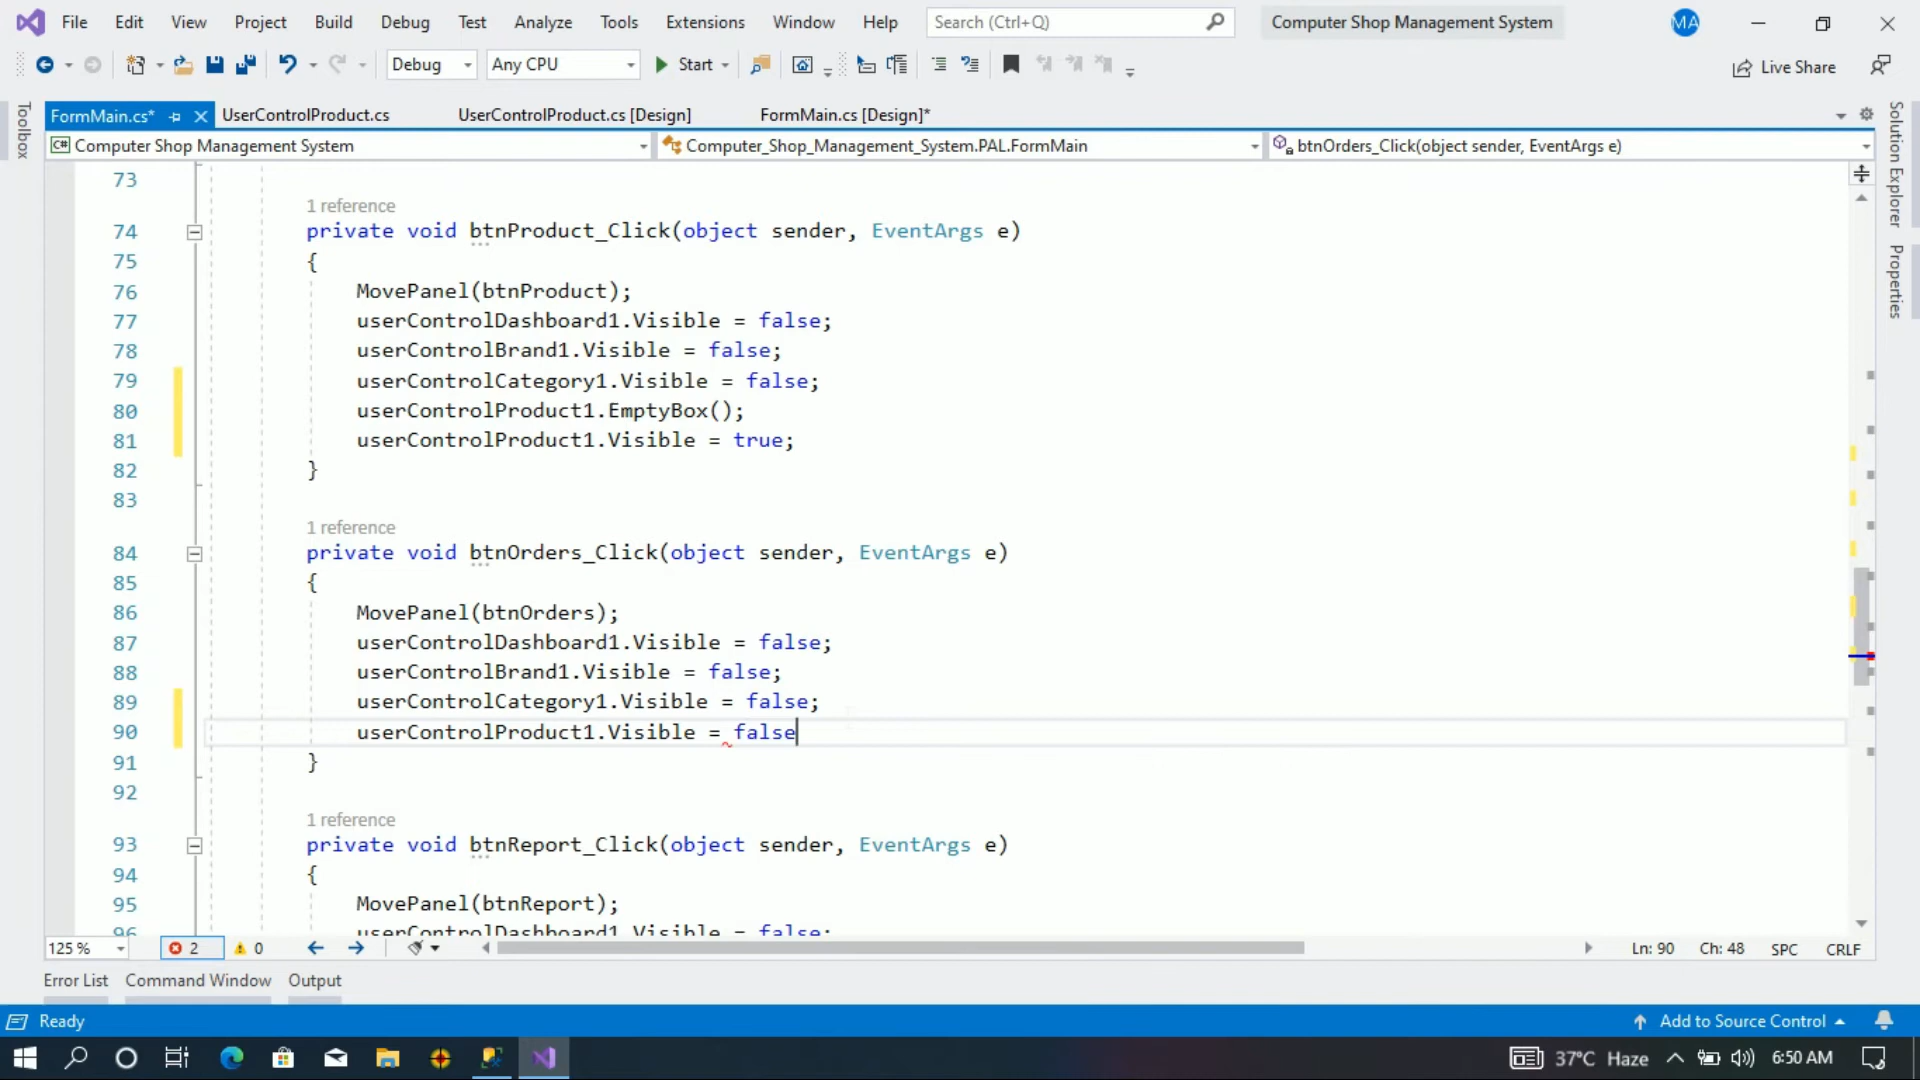 File Edit View Project Build Debug Test Analyze Tools Extensions Window Help Search (Ctrl+Q) Computer Shop Management System MA
Debug Any CPU Start Live Share
Toolbox
FormMain.cs* UserControlProduct.cs UserControlProduct.cs [Design] FormMain.cs [Design]*
C# Computer Shop Management System Computer_Shop_Management_System.PAL.FormMain btnOrders_Click(object sender, EventArgs e)
Solution Explorer
Properties
73
1 reference
74 private void btnProduct_Click(object sender, EventArgs e)
75 {
76 MovePanel(btnProduct);
77 userControlDashboard1.Visible = false;
78 userControlBrand1.Visible = false;
79 userControlCategory1.Visible = false;
80 userControlProduct1.EmptyBox();
81 userControlProduct1.Visible = true;
82 }
83
1 reference
84 private void btnOrders_Click(object sender, EventArgs e)
85 {
86 MovePanel(btnOrders);
87 userControlDashboard1.Visible = false;
88 userControlBrand1.Visible = false;
89 userControlCategory1.Visible = false;
90 userControlProduct1.Visible = false
91 }
92
1 reference
93 private void btnReport_Click(object sender, EventArgs e)
94 {
95 MovePanel(btnReport);
96 userControlDashboard1.Visible = false;
125 % 2 0 Ln: 90 Ch: 48 SPC CRLF
Error List Command Window Output
Ready Add to Source Control
37°C Haze 6:50 AM